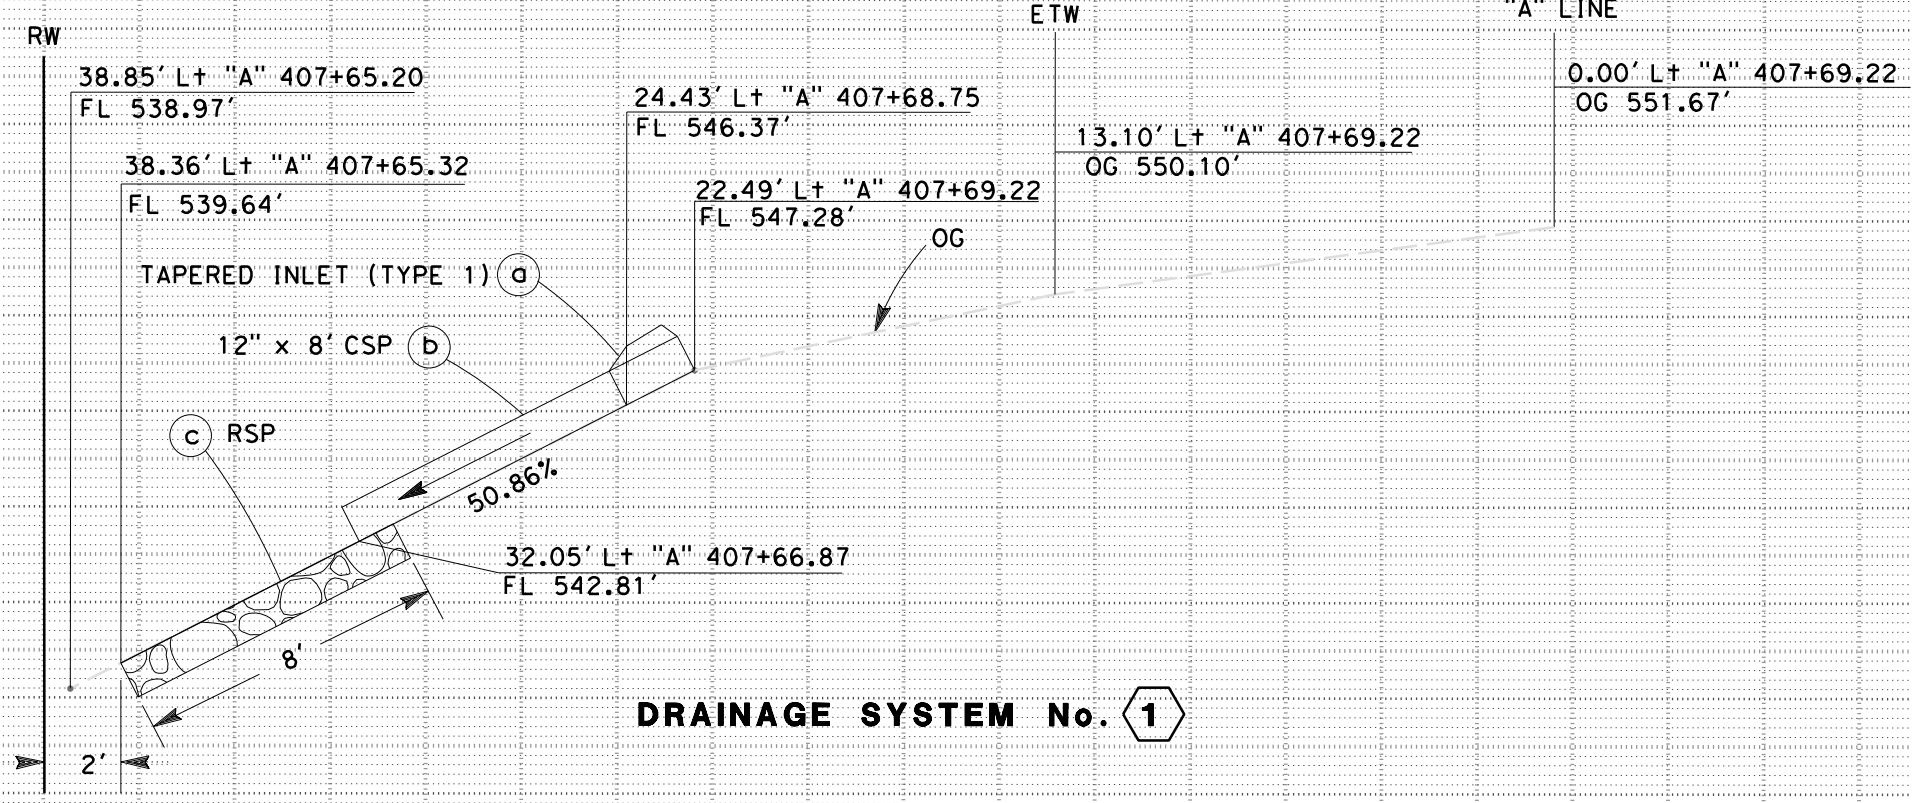 RW
ETW
"A" LINE
38.85' Lt "A" 407+65.20
FL 538.97'
38.36' Lt "A" 407+65.32
FL 539.64'
24.43' Lt "A" 407+68.75
FL 546.37'
22.49' Lt "A" 407+69.22
FL 547.28'
13.10' Lt "A" 407+69.22
OG 550.10'
0.00' Lt "A" 407+69.22
OG 551.67'
OG
TAPERED INLET (TYPE 1) a
12" x 8' CSP b
c RSP
50.86%
32.05' Lt "A" 407+66.87
FL 542.81'
8'
DRAINAGE SYSTEM No. 1
2'